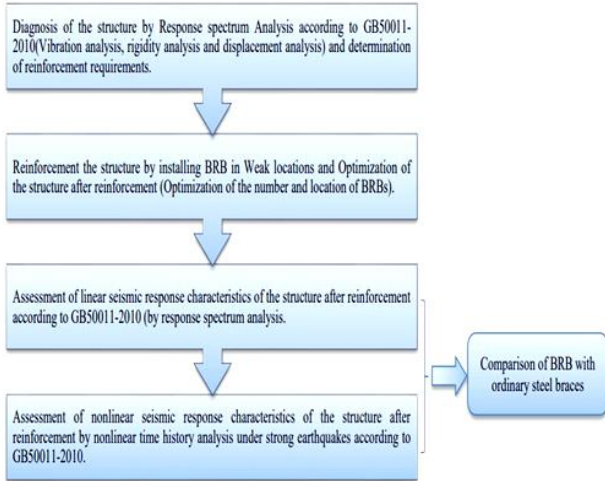 Diagnosis of the structure by Response spectrum Analysis according to GB50011-
2010(Vibration analysis, rigidity analysis and displacement analysis) and determination
of reinforcement requirements.
Reinforcement the structure by installing BRB in Weak locations and Optimization of
the structure after reinforcement (Optimization of the number and location of BRBs).
Assessment of linear seismic response characteristics of the structure after reinforcement
according to GB50011-2010 (by response spectrum analysis.
Assessment of nonlinear seismic response characteristics of the structure after
reinforcement by nonlinear time history analysis under strong earthquakes according to
GB50011-2010.
Comparison of BRB with
ordinary steel braces